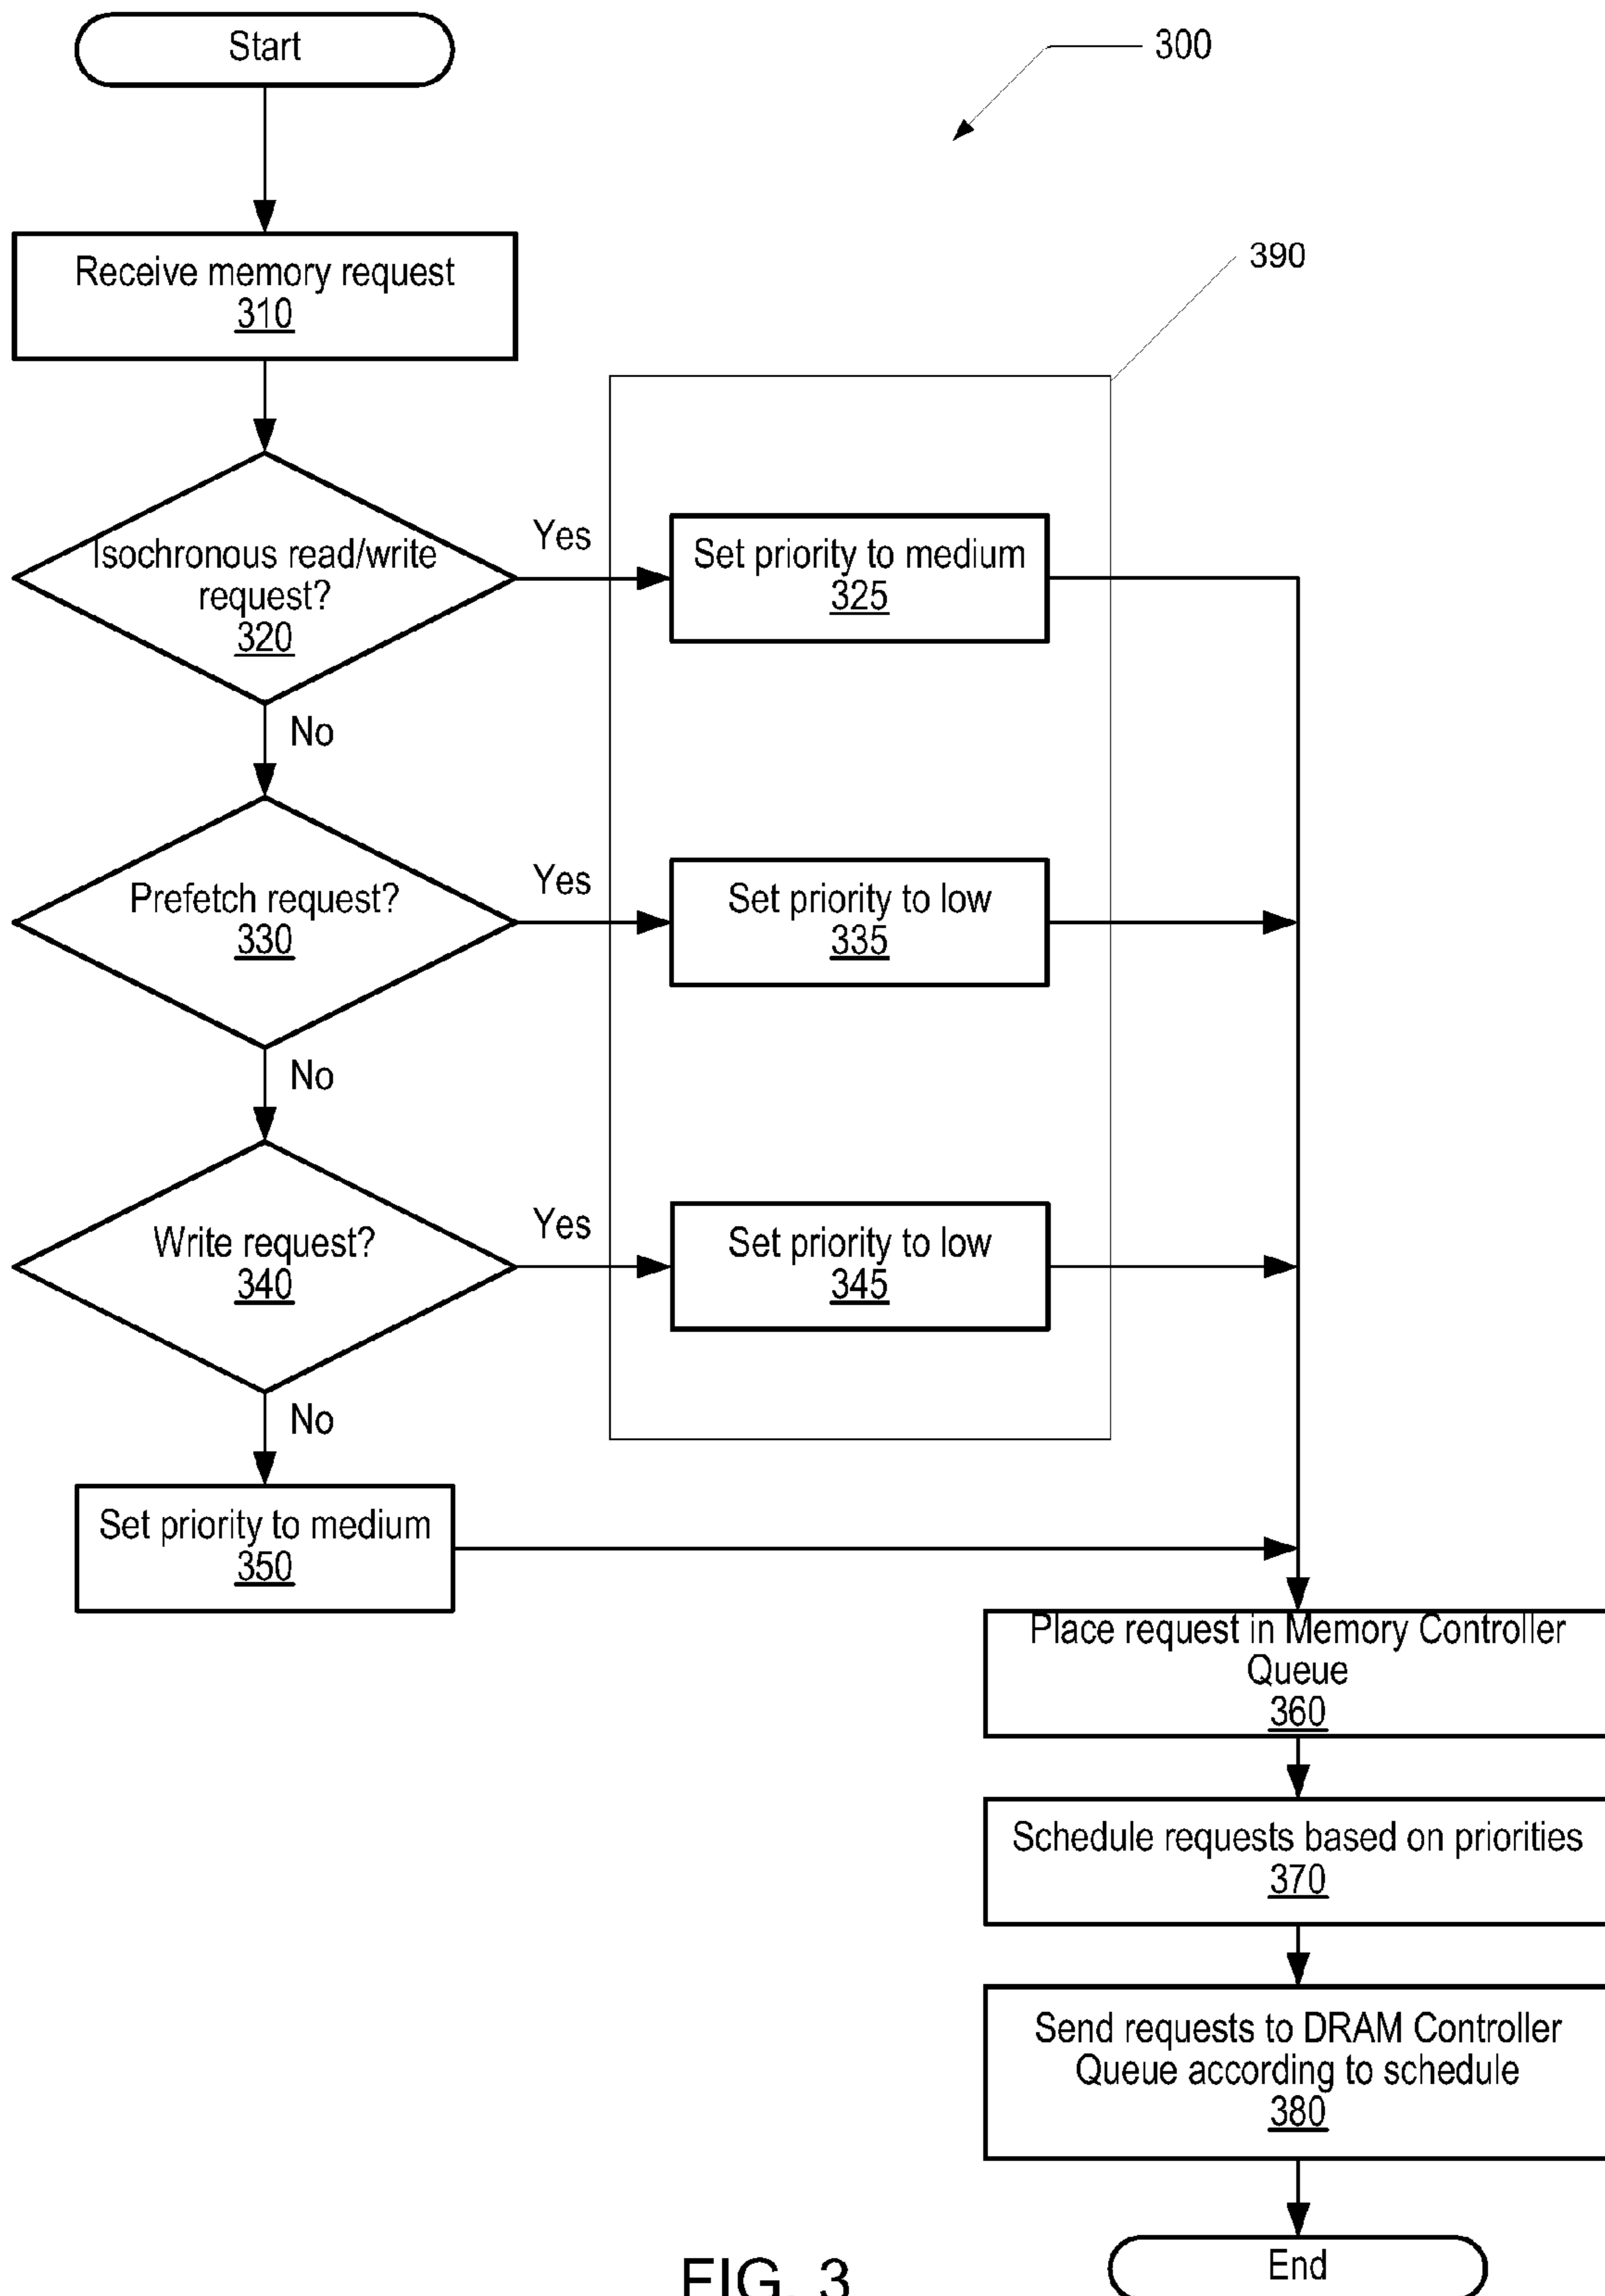 Start
300
Receive memory request
310
390
Isochronous read/write
request?
320
Yes
Set priority to medium
325
No
Prefetch request?
330
Yes
Set priority to low
335
No
Write request?
340
Yes
Set priority to low
345
No
Set priority to medium
350
Place request in Memory Controller
Queue
360
Schedule requests based on priorities
370
Send requests to DRAM Controller
Queue according to schedule
380
End
FIG. 3